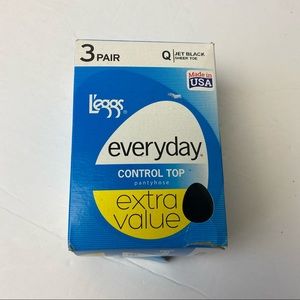 3 PAIR
Q JET BLACK
SHEER TOE
Made in
USA
L'eggs®
everyday®
CONTROL TOP
pantyhose
extra
value